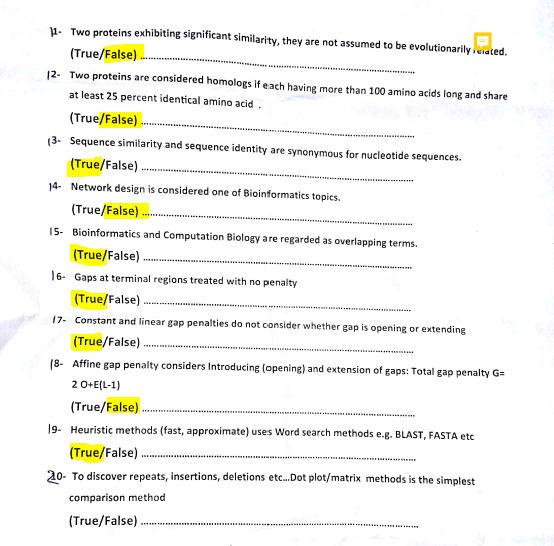 11- Two proteins exhibiting significant similarity, they are not assumed to be evolutionarily related.
(True/False) ........................................
12- Two proteins are considered homologs if each having more than 100 amino acids long and share
at least 25 percent identical amino acid .
(True/False) ........................................
13- Sequence similarity and sequence identity are synonymous for nucleotide sequences.
(True/False) ........................................
14- Network design is considered one of Bioinformatics topics.
(True/False) ........................................
15- Bioinformatics and Computation Biology are regarded as overlapping terms.
(True/False) ........................................
16- Gaps at terminal regions treated with no penalty
(True/False) ........................................
17- Constant and linear gap penalties do not consider whether gap is opening or extending
(True/False) ........................................
18- Affine gap penalty considers Introducing (opening) and extension of gaps: Total gap penalty G=
2 O+E(L-1)
(True/False) ........................................
19- Heuristic methods (fast, approximate) uses Word search methods e.g. BLAST, FASTA etc
(True/False) ........................................
20- To discover repeats, insertions, deletions etc...Dot plot/matrix methods is the simplest
comparison method
(True/False) ........................................